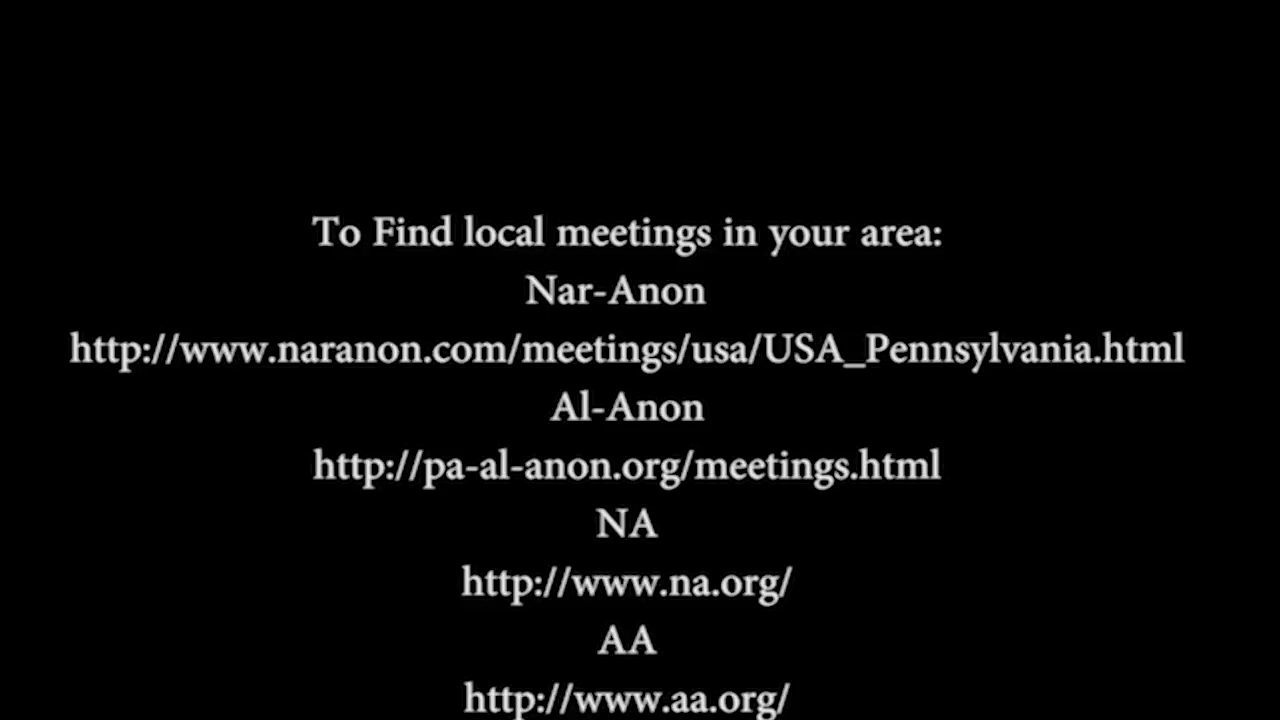 To Find local meetings in your area:
Nar-Anon
http://www.naranon.com/meetings/usa/USA_Pennsylvania.html
Al-Anon
http://pa-al-anon.org/meetings.html
NA
http://www.na.org/
AA
http://www.aa.org/